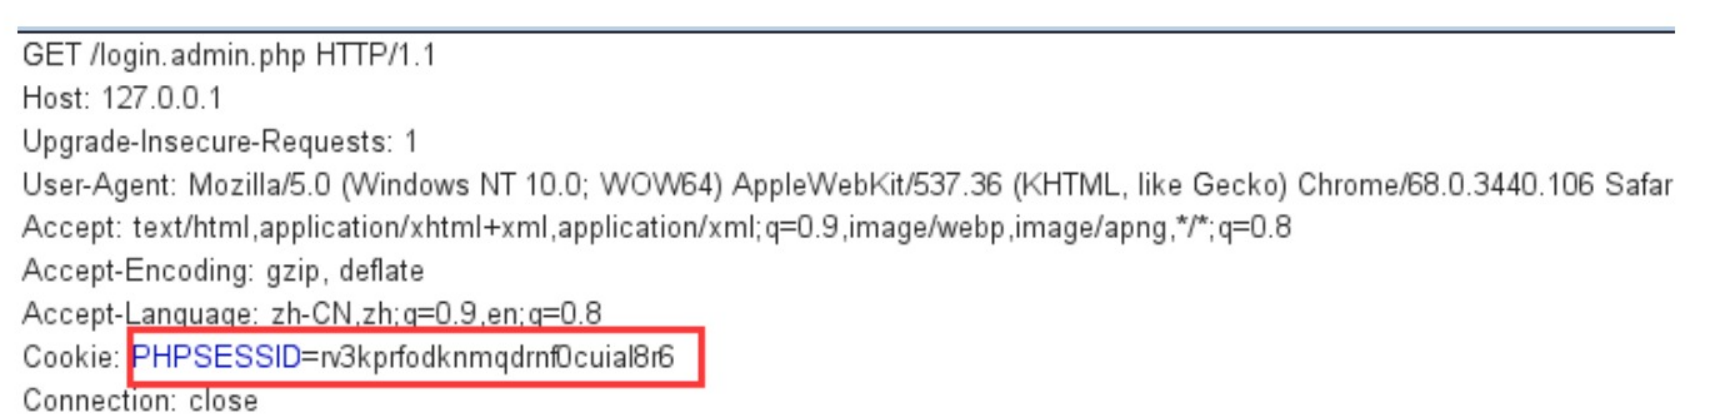 GET /login.admin.php HTTP/1.1
Host: 127.0.0.1
Upgrade-Insecure-Requests: 1
User-Agent: Mozilla/5.0 (Windows NT 10.0; WOW64) AppleWebKit/537.36 (KHTML, like Gecko) Chrome/68.0.3440.106 Safar
Accept: text/html,application/xhtml+xml,application/xml;q=0.9,image/webp,image/apng,*/*;q=0.8
Accept-Encoding: gzip, deflate
Accept-Language: zh-CN,zh;q=0.9,en;q=0.8
Cookie: PHPSESSID=rv3kprfodknmqdrnf0cuial8r6
Connection: close